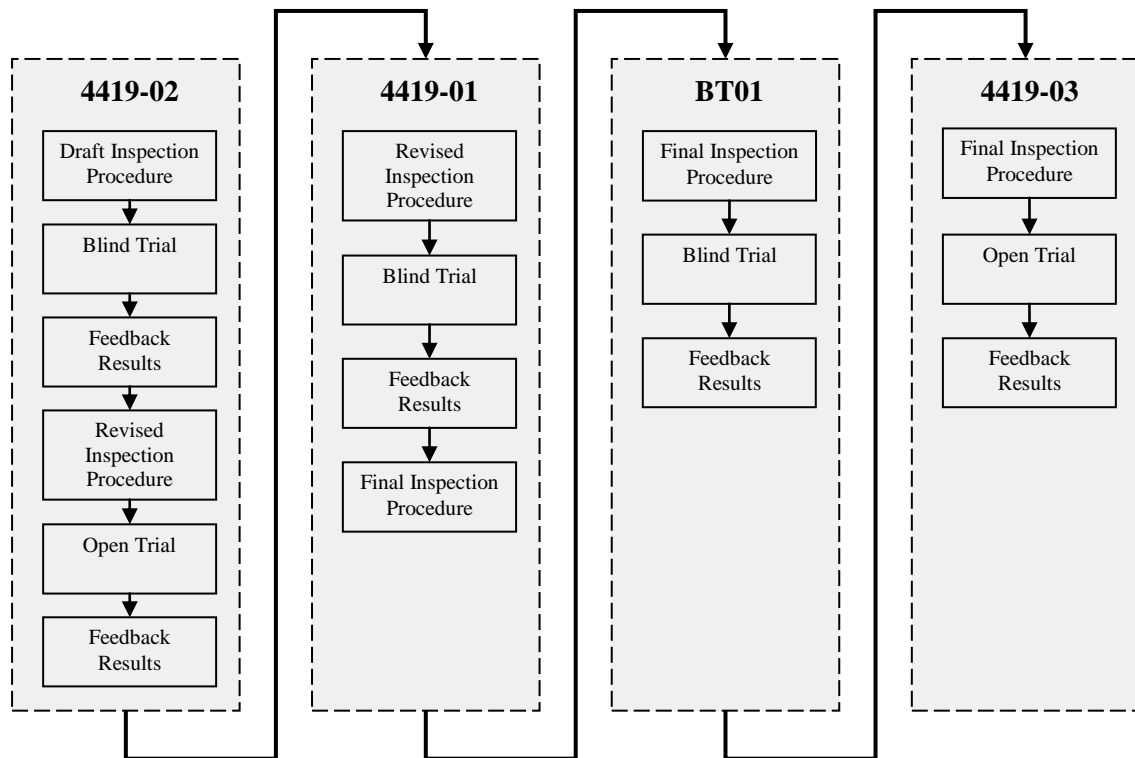 4419-02
Draft Inspection
Procedure
Blind Trial
Feedback
Results
Revised
Inspection
Procedure
Open Trial
Feedback
Results
4419-01
Revised
Inspection
Procedure
Blind Trial
Feedback
Results
Final Inspection
Procedure
BT01
Final Inspection
Procedure
Blind Trial
Feedback
Results
4419-03
Final Inspection
Procedure
Open Trial
Feedback
Results